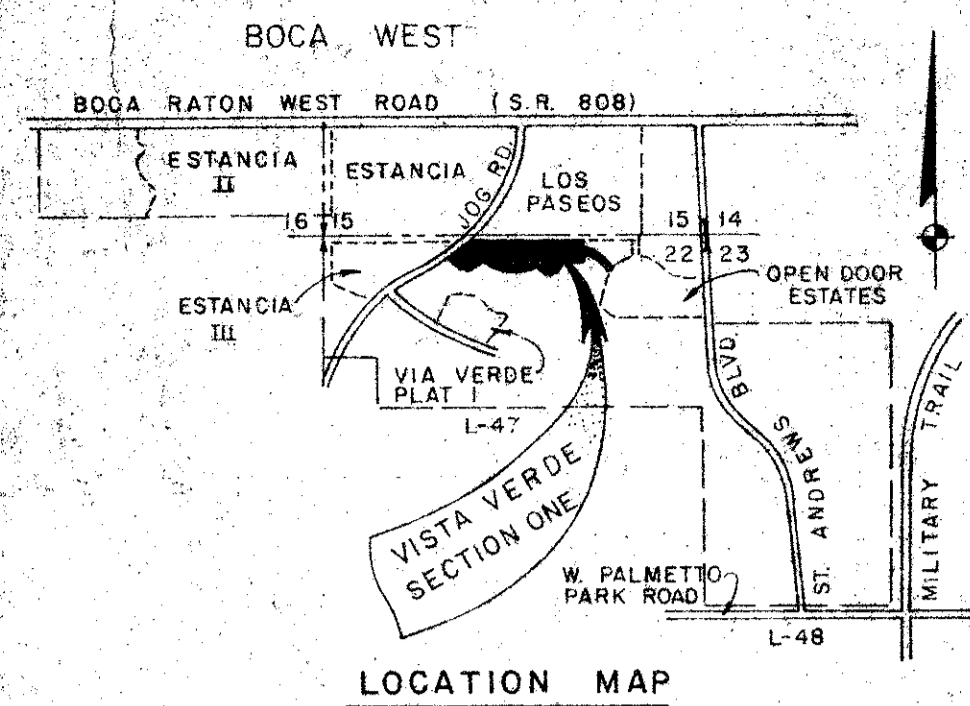 BOCA WEST
BOCA RATON WEST ROAD (S.R. 808)
ESTANCIA
II
ESTANCIA
JOG RD.
LOS
PASEOS
16 15
15 14
22 23
OPEN DOOR
ESTATES
ESTANCIA
III
VIA VERDE
PLAT 1
L-47
VISTA VERDE
SECTION ONE
ST. ANDREWS BLVD.
MILITARY TRAIL
W. PALMETTO
PARK ROAD
L-48
LOCATION MAP